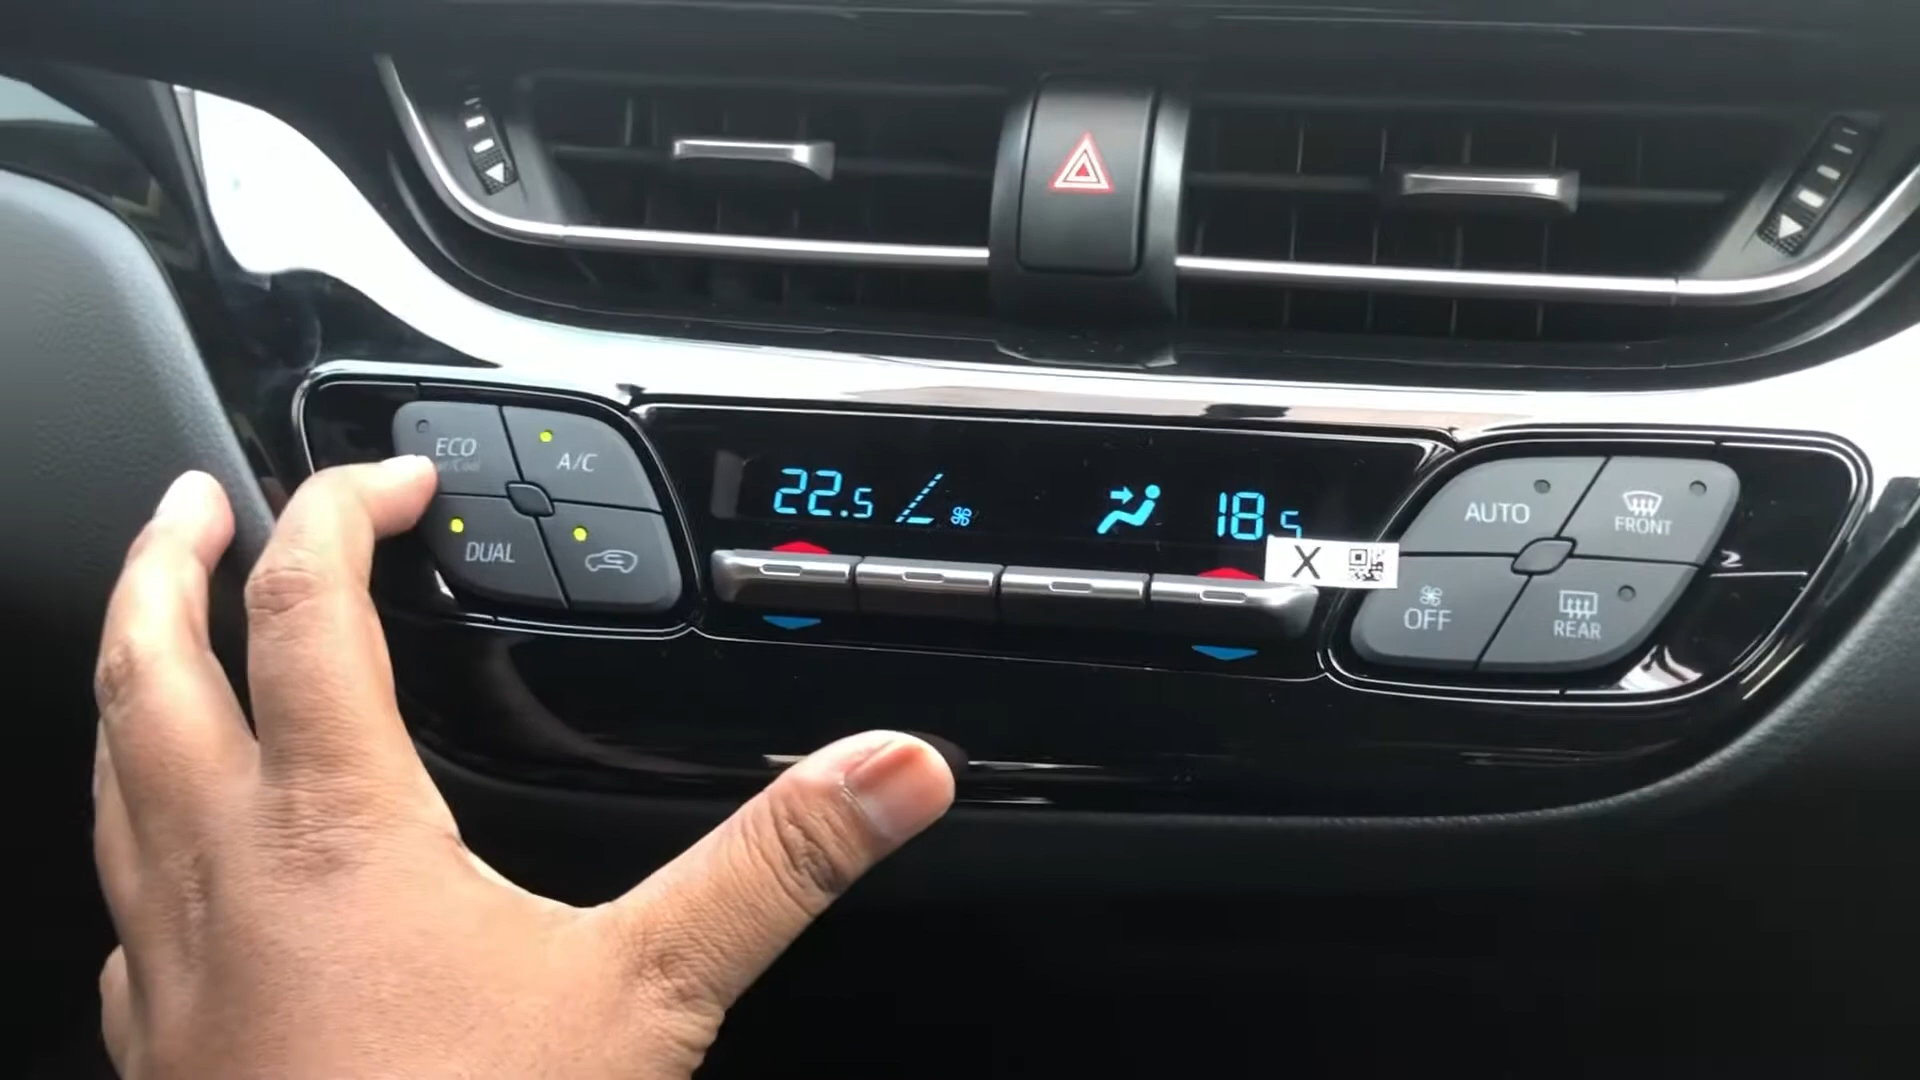 ECO
A/C
DUAL
22.5
18.5
X
AUTO
FRONT
OFF
REAR